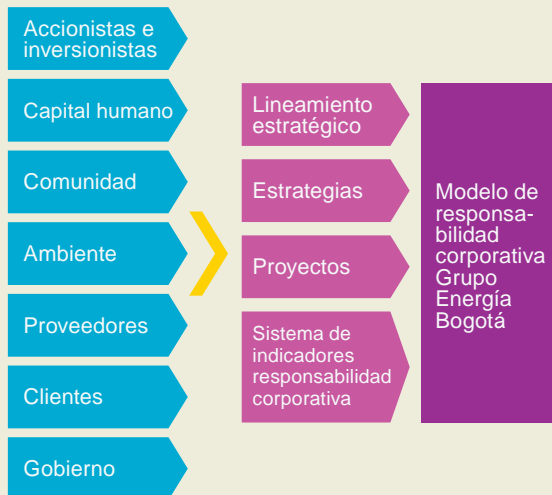 Accionistas e
inversionistas
Capital humano
Comunidad
Ambiente
Proveedores
Clientes
Gobierno
Lineamiento
estratégico
Estrategias
Proyectos
Sistema de
indicadores
responsabilidad
corporativa
Modelo de
responsa-
bilidad
corporativa
Grupo
Energía
Bogotá